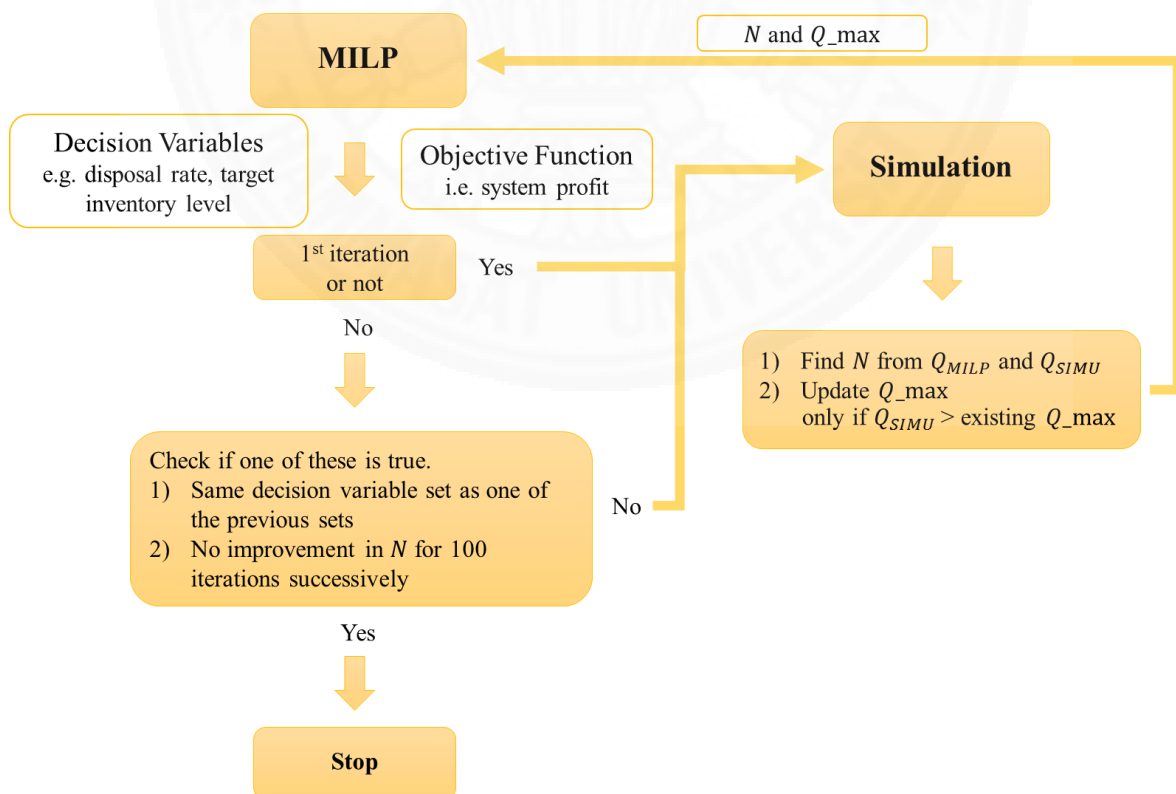 N and Q_max
MILP
Decision Variables
e.g. disposal rate, target
inventory level
Objective Function
i.e. system profit
Simulation
1st iteration
or not
Yes
No
1) Find N from Q_MILP and Q_SIMU
2) Update Q_max
only if Q_SIMU > existing Q_max
Check if one of these is true.
1) Same decision variable set as one of
the previous sets
2) No improvement in N for 100
iterations successively
No
Yes
Stop